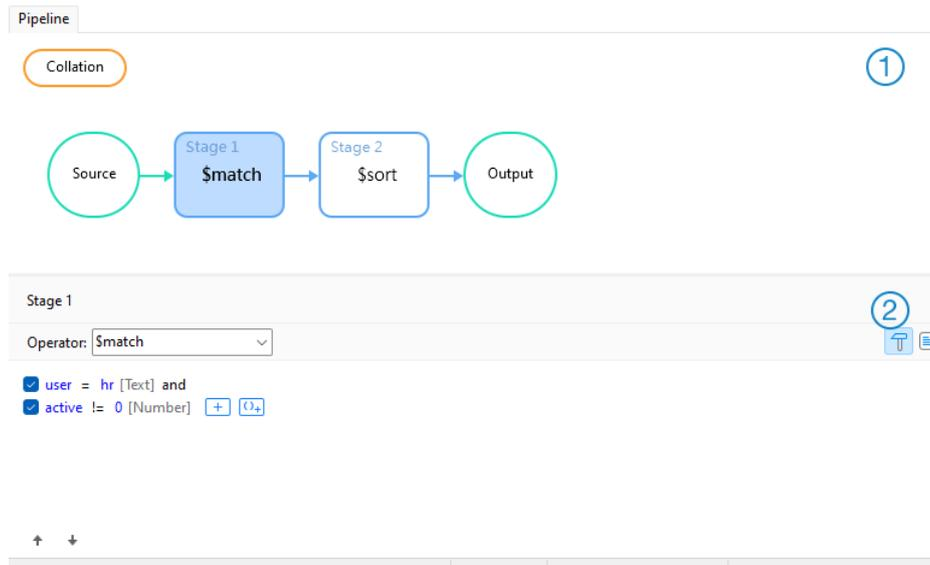 Pipeline
Collation
1
Source
Stage 1
$match
Stage 2
$sort
Output
Stage 1
2
Operator: $match
user = hr [Text] and
active != 0 [Number] + ()+